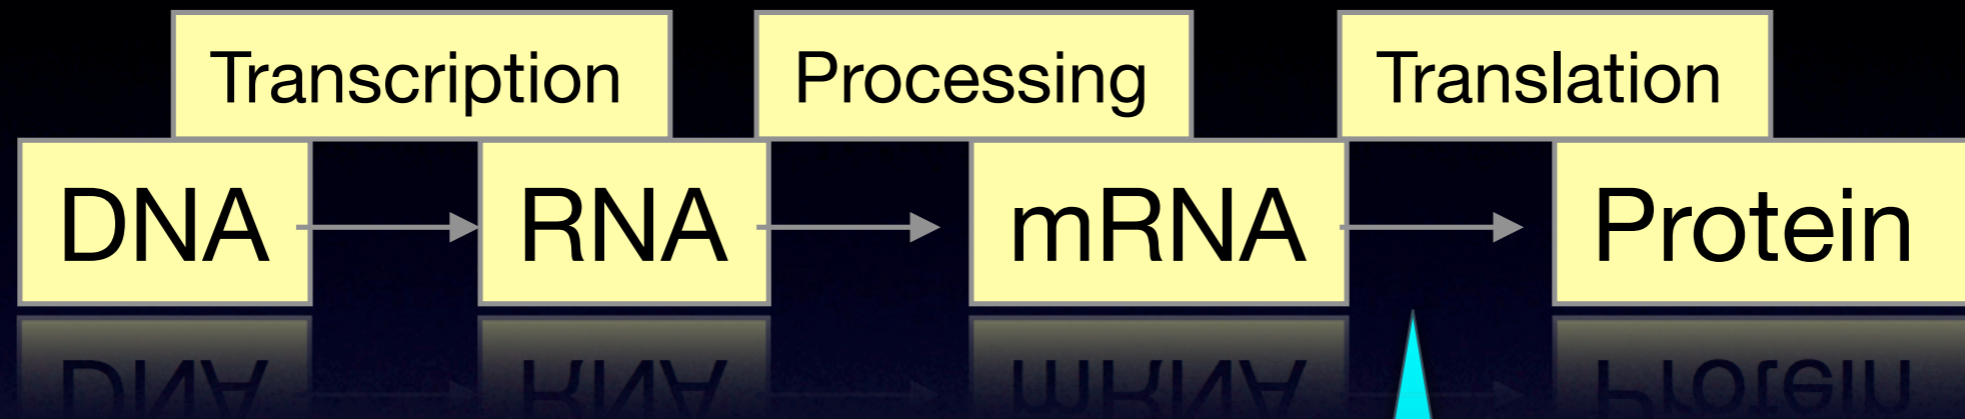 Transcription Processing Translation
DNA RNA mRNA Protein